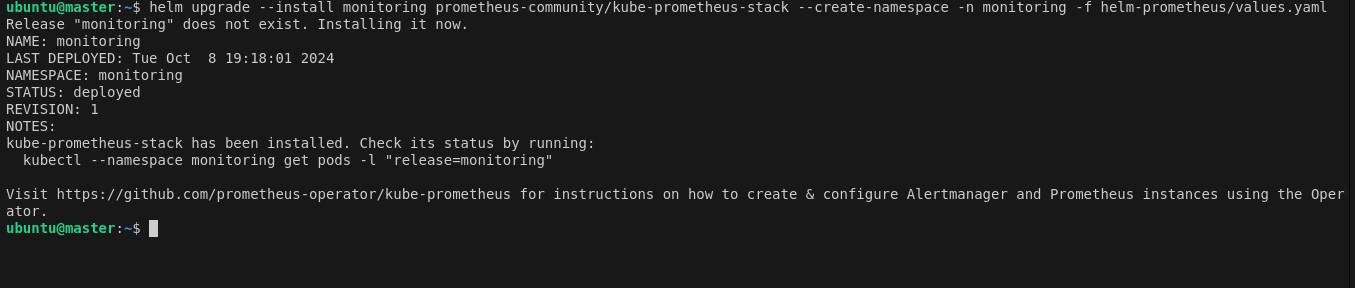 ubuntu@master:~$ helm upgrade --install monitoring prometheus-community/kube-prometheus-stack --create-namespace -n monitoring -f helm-prometheus/values.yaml
Release "monitoring" does not exist. Installing it now.
NAME: monitoring
LAST DEPLOYED: Tue Oct  8 19:18:01 2024
NAMESPACE: monitoring
STATUS: deployed
REVISION: 1
NOTES:
kube-prometheus-stack has been installed. Check its status by running:
  kubectl --namespace monitoring get pods -l "release=monitoring"

Visit https://github.com/prometheus-operator/kube-prometheus for instructions on how to create & configure Alertmanager and Prometheus instances using the Oper
ator.
ubuntu@master:~$